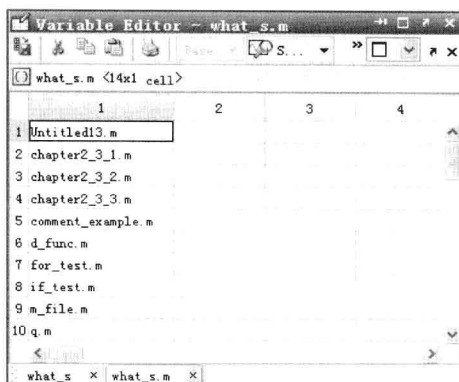 Variable Editor - what_s.m
Base S...
what_s.m <14x1 cell>
1 2 3 4
1 Untitled13.m
2 chapter2_3_1.m
3 chapter2_3_2.m
4 chapter2_3_3.m
5 comment_example.m
6 d_func.m
7 for_test.m
8 if_test.m
9 m_file.m
10 q.m
what_s × what_s.m ×